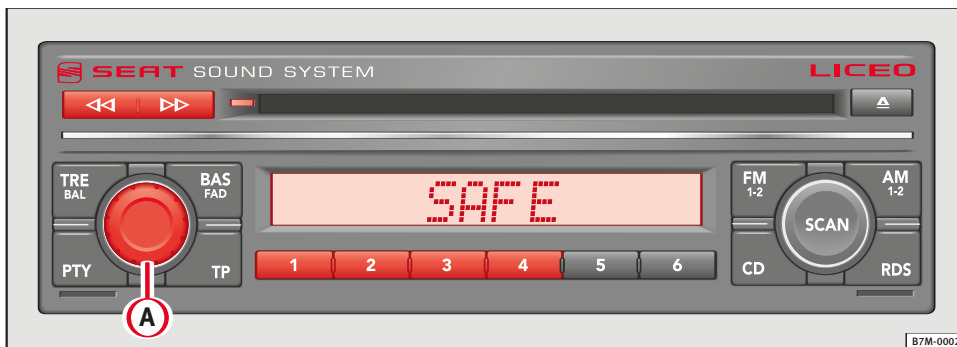 SEAT SOUND SYSTEM
LICEO
TRE
BAL
BAS
FAD
PTY
TP
A
SAFE
1 2 3 4 5 6
FM
1-2
AM
1-2
SCAN
CD
RDS
B7M-0002